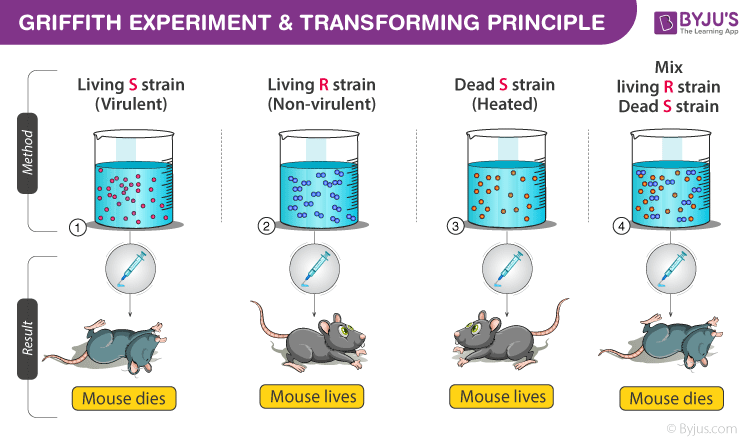 GRIFFITH EXPERIMENT & TRANSFORMING PRINCIPLE
BYJU'S
The Learning App
Method
Living S strain
(Virulent)
Living R strain
(Non-virulent)
Dead S strain
(Heated)
Mix
living R strain
Dead S strain
1
2
3
4
Result
Mouse dies
Mouse lives
Mouse lives
Mouse dies
© Byjus.com